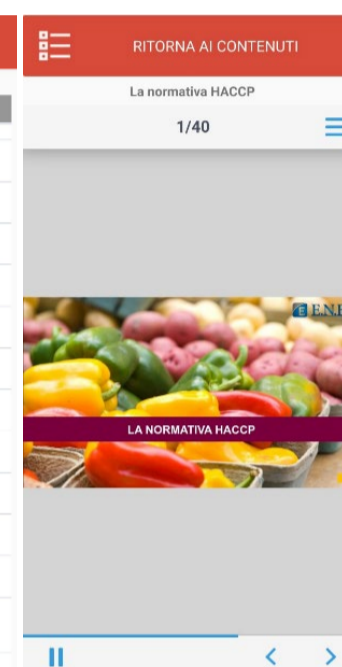 RITORNA AI CONTENUTI
La normativa HACCP
1/40
LA NORMATIVA HACCP